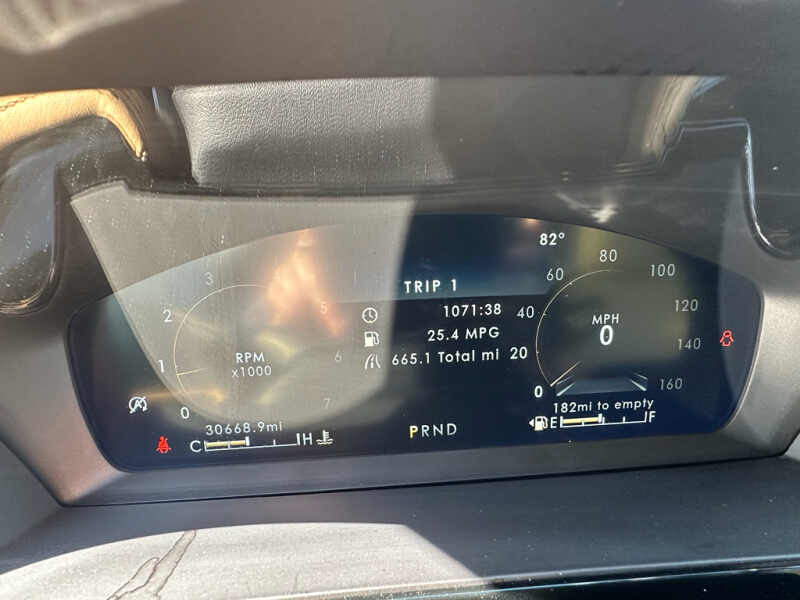 82°
TRIP 1
1071:38
25.4 MPG
665.1 Total mi
0 1 2 3 5 6 7
RPM
x1000
0 20 40 60 80 100 120 140 160
MPH
0
30668.9mi
C H
PRND
182mi to empty
E F